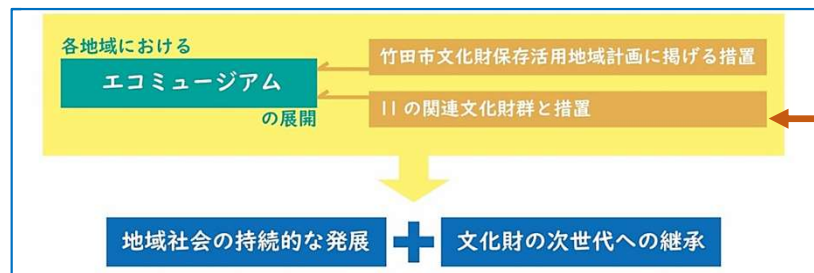 各地域における
エコミュージアム
の展開
竹田市文化財保存活用地域計画に掲げる措置
11の関連文化財群と措置
地域社会の持続的な発展
文化財の次世代への継承